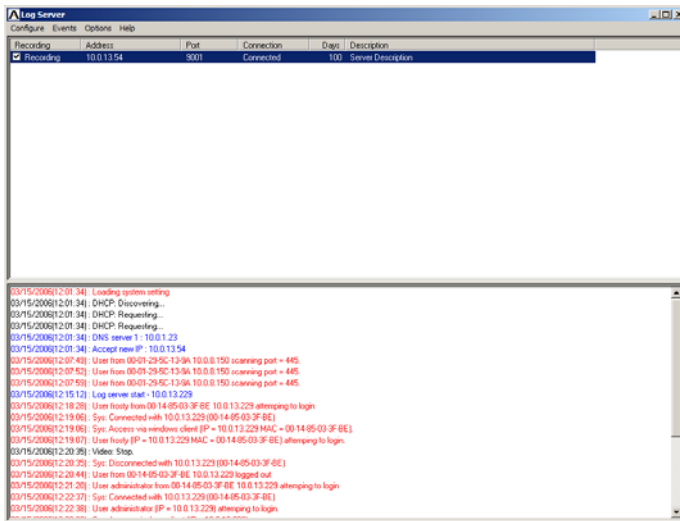 Log Server
Configure Events Options Help
Recording Address Port Connection Days Description
Recording 10.0.13.54 9001 Connected 100 Server Description
03/15/2006(12:01:34) : Loading system setting
03/15/2006(12:01:34) : DHCP: Discovering...
03/15/2006(12:01:34) : DHCP: Requesting...
03/15/2006(12:01:34) : DHCP: Requesting...
03/15/2006(12:01:34) : DNS server 1 : 10.0.1.23
03/15/2006(12:01:34) : Accept new IP : 10.0.13.54
03/15/2006(12:07:49) : User from 00-01-29-5C-13-9A 10.0.8.150 scanning port = 445.
03/15/2006(12:07:52) : User from 00-01-29-5C-13-9A 10.0.8.150 scanning port = 445.
03/15/2006(12:07:59) : User from 00-01-29-5C-13-9A 10.0.8.150 scanning port = 445.
03/15/2006(12:15:12) : Log server start - 10.0.13.229
03/15/2006(12:18:28) : User frosty from 00-14-85-03-3F-BE 10.0.13.229 attemping to login
03/15/2006(12:19:06) : Sys: Connected with 10.0.13.229 (00-14-85-03-3F-BE)
03/15/2006(12:19:06) : Sys: Access via windows client (IP = 10.0.13.229 MAC = 00-14-85-03-3F-BE).
03/15/2006(12:19:07) : User frosty (IP = 10.0.13.229 MAC = 00-14-85-03-3F-BE) attemping to login.
03/15/2006(12:20:35) : Video: Stop.
03/15/2006(12:20:35) : Sys: Disconnected with 10.0.13.229 (00-14-85-03-3F-BE)
03/15/2006(12:20:44) : User from 00-14-85-03-3F-BE 10.0.13.229 logged out
03/15/2006(12:21:20) : User administrator from 00-14-85-03-3F-BE 10.0.13.229 attemping to login
03/15/2006(12:22:37) : Sys: Connected with 10.0.13.229 (00-14-85-03-3F-BE)
03/15/2006(12:22:38) : User administrator (IP = 10.0.13.229) attemping to login.